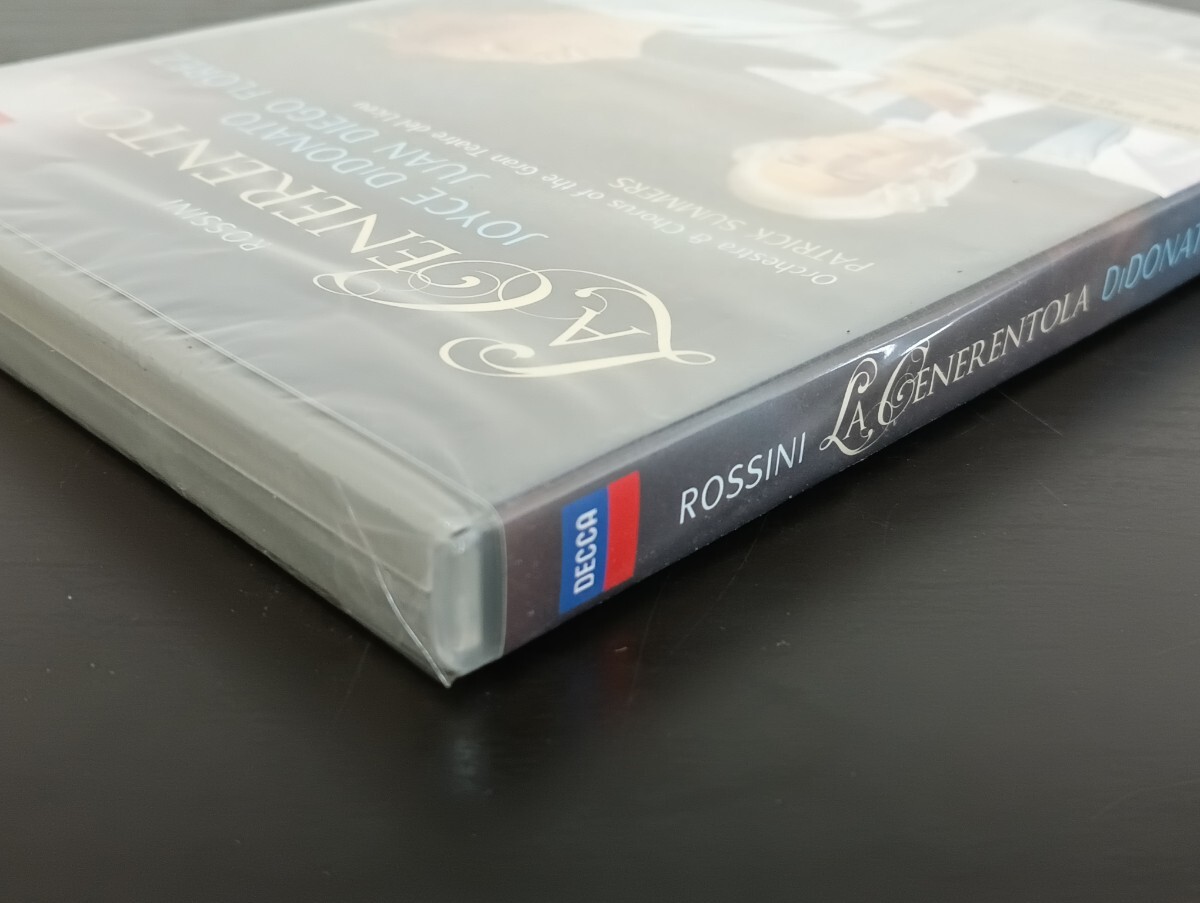 ROSSINI
LA CENERENTO
JOYCE DIDONATO
JUAN DIEGO FLÓREZ
Orchestra & Chorus of the Gran Teatre del Liceu
PATRICK SUMMERS
DECCA
ROSSINI LA CENERENTOLA DIDONAT